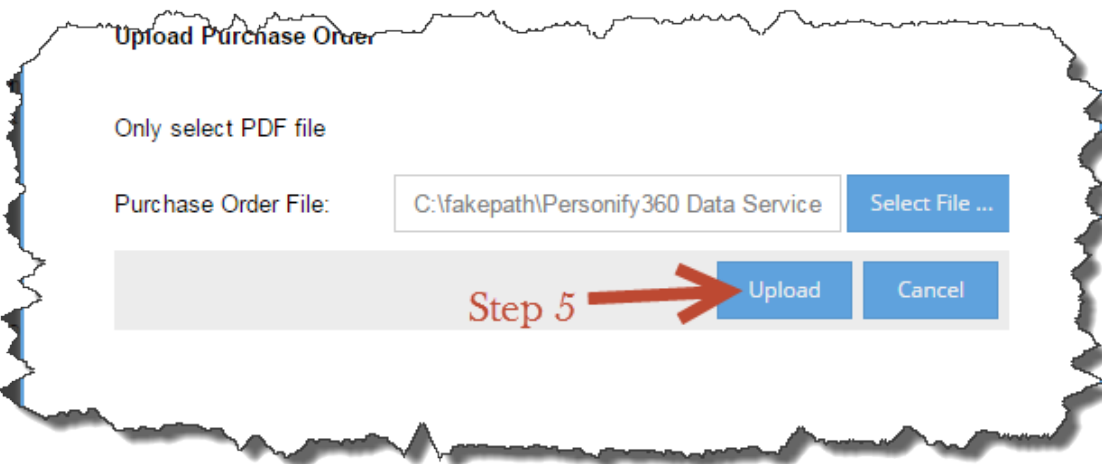 Upload Purchase Order
Only select PDF file
Purchase Order File: C:\fakepath\Personify360 Data Service Select File ...
Step 5 Upload Cancel